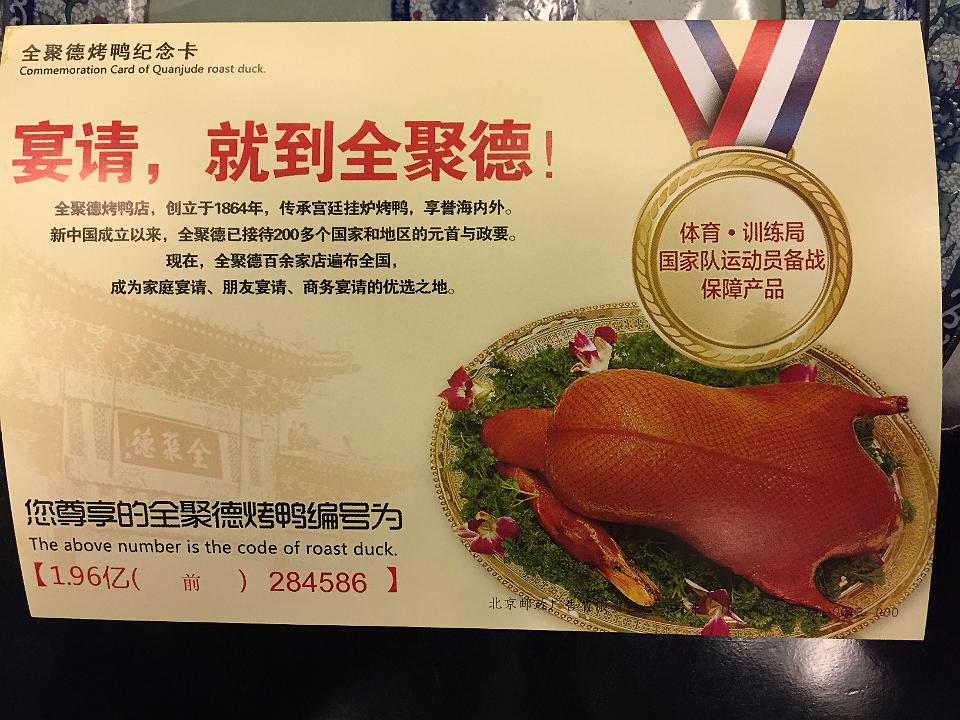 全聚德烤鸭纪念卡
Commemoration Card of Quanjude roast duck.
宴请，就到全聚德！
全聚德烤鸭店，创立于1864年，传承宫廷挂炉烤鸭，享誉海内外。
新中国成立以来，全聚德已接待200多个国家和地区的元首与政要。
现在，全聚德百余家店遍布全国，
成为家庭宴请、朋友宴请、商务宴请的优选之地。
体育·训练局
国家队运动员备战
保障产品
德聚全
您尊享的全聚德烤鸭编号为
The above number is the code of roast duck.
【1.96亿( 前 ) 284586 】
北京邮